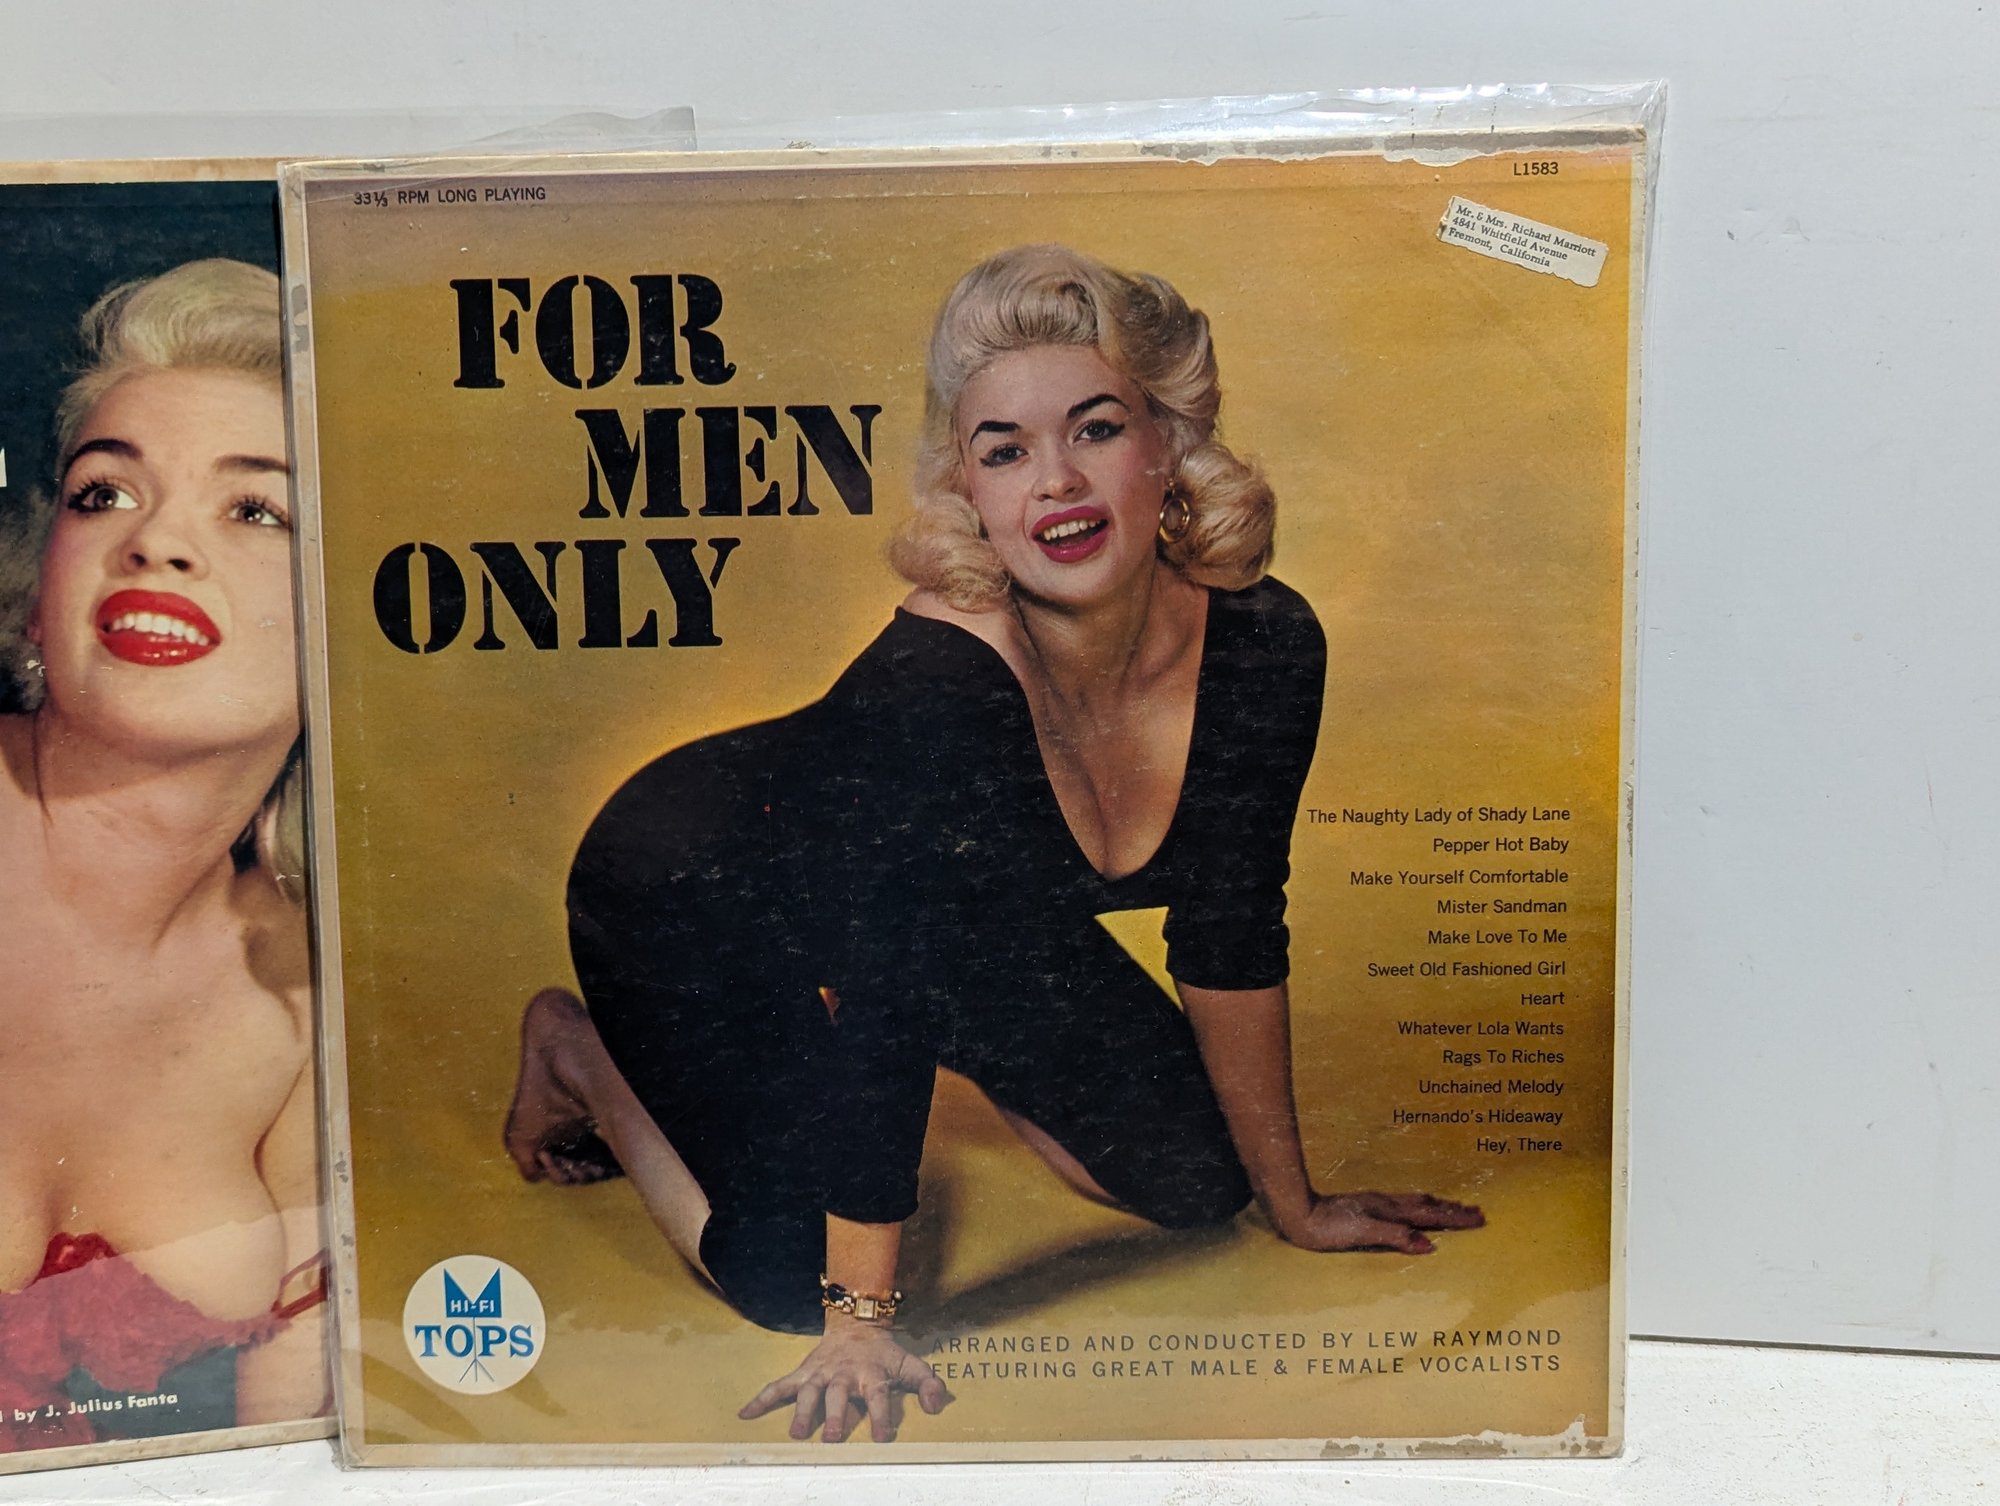 33⅓ RPM LONG PLAYING
L1583
Mr. & Mrs. Richard Marriott
4841 Whitfield Avenue
Fremont, California
FOR
MEN
ONLY
The Naughty Lady of Shady Lane
Pepper Hot Baby
Make Yourself Comfortable
Mister Sandman
Make Love To Me
Sweet Old Fashioned Girl
Heart
Whatever Lola Wants
Rags To Riches
Unchained Melody
Hernando's Hideaway
Hey, There
HI-FI
TOPS
ARRANGED AND CONDUCTED BY LEW RAYMOND
FEATURING GREAT MALE & FEMALE VOCALISTS
by J. Julius Fanta